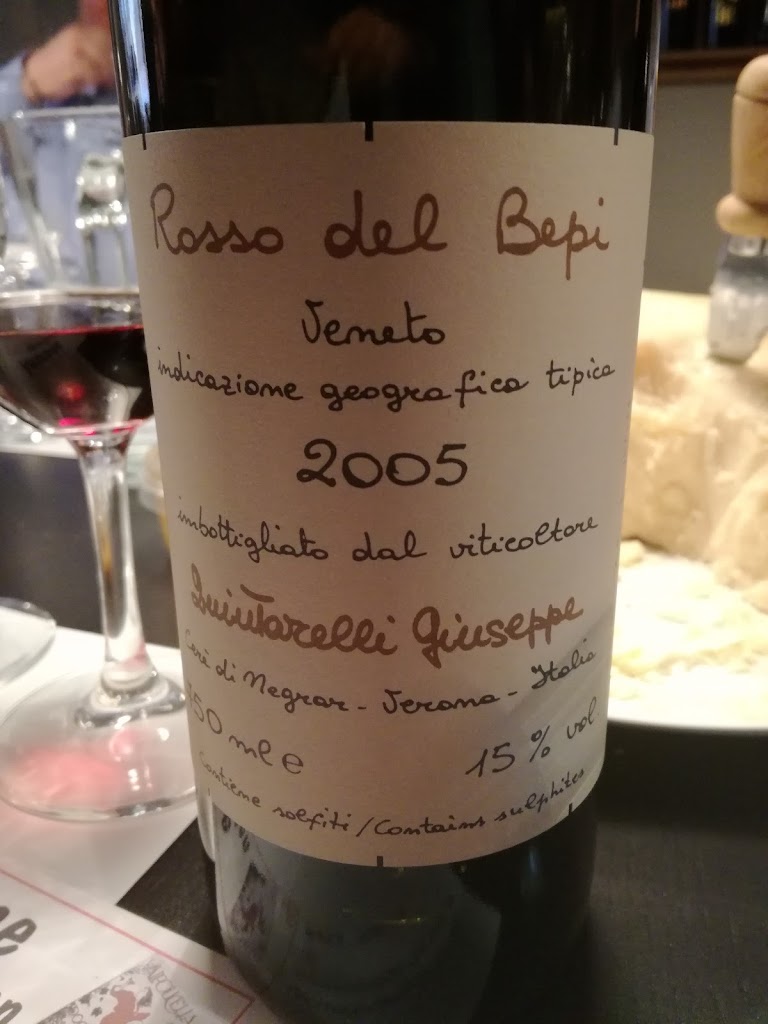 Rosso del Bepi
Veneto
indicazione geografica tipica
2005
imbottigliato dal viticoltore
Quintarelli Giuseppe
Cerè di Negrar - Verona - Italia
750 ml e 15% vol.
Contiene solfiti / Contains sulphites